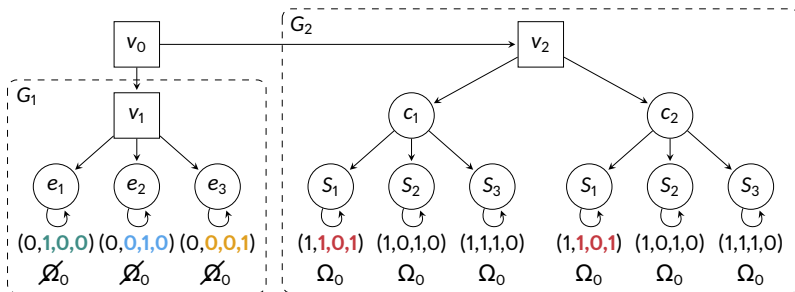 v₀ G₂ v₂
G₁ v₁ c₁ c₂
e₁ e₂ e₃ S₁ S₂ S₃ S₁ S₂ S₃
(0,1,0,0) (0,0,1,0) (0,0,0,1) (1,1,0,1) (1,0,1,0) (1,1,1,0) (1,1,0,1) (1,0,1,0) (1,1,1,0)
Ω̸₀ Ω̸₀ Ω̸₀ Ω₀ Ω₀ Ω₀ Ω₀ Ω₀ Ω₀